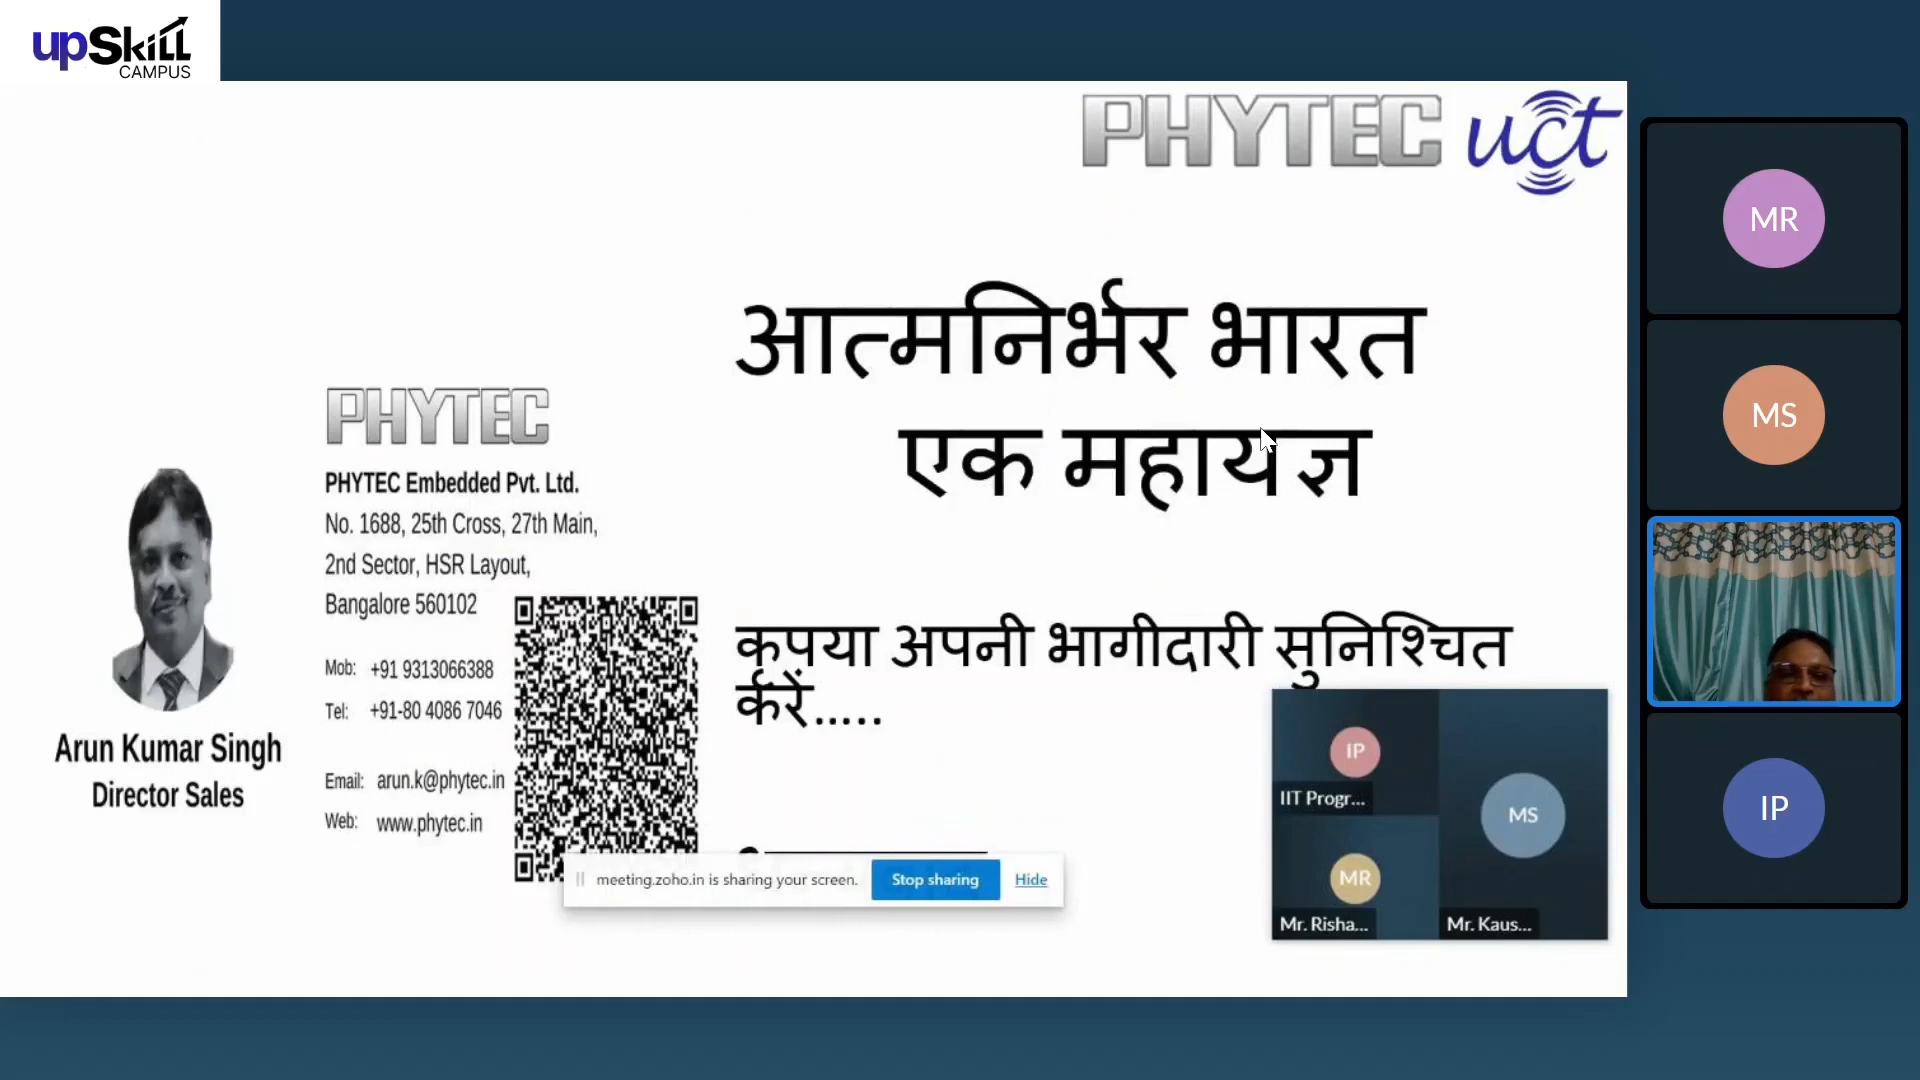 upSkill
CAMPUS
PHYTEC uct
आत्मनिर्भर भारत
एक महायज्ञ
PHYTEC
PHYTEC Embedded Pvt. Ltd.
No. 1688, 25th Cross, 27th Main,
2nd Sector, HSR Layout,
Bangalore 560102
Mob: +91 9313066388
Tel: +91-80 4086 7046
Email: arun.k@phytec.in
Web: www.phytec.in
Arun Kumar Singh
Director Sales
कपया अपनी भागीदारी सुनिश्चित
र्करें.....
meeting.zoho.in is sharing your screen. Stop sharing Hide
IP
IIT Progr...
MR
Mr. Risha...
MS
Mr. Kaus...
MR
MS
IP